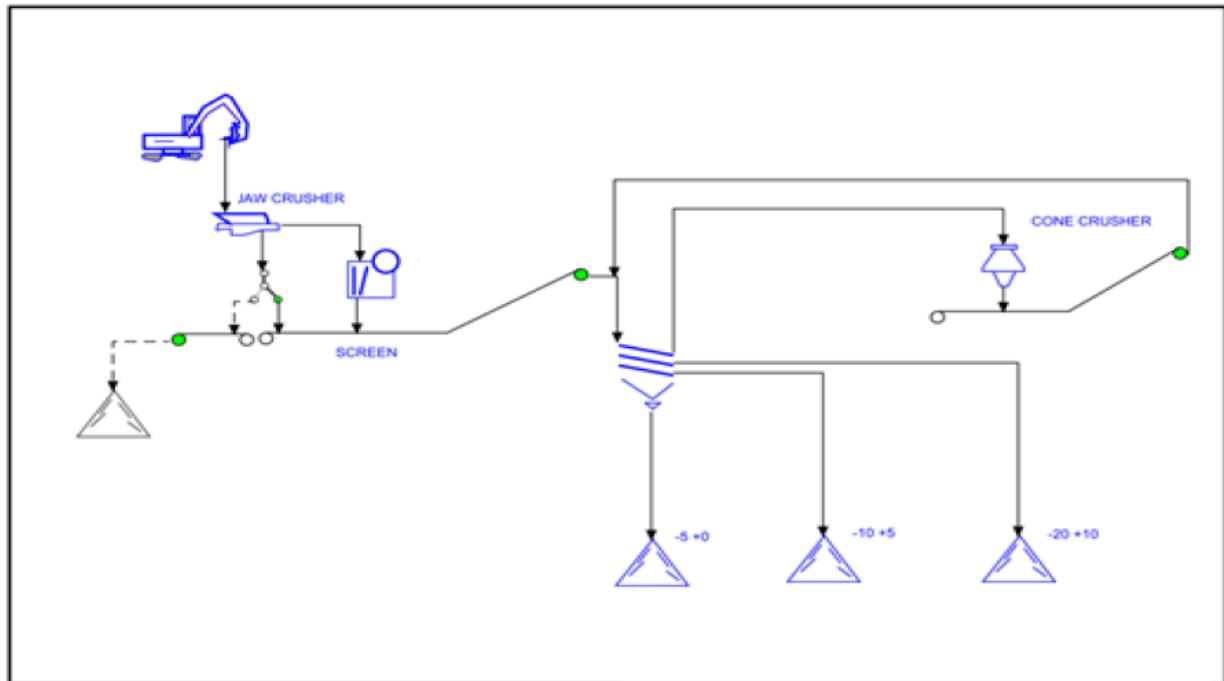 JAW CRUSHER
CONE CRUSHER
SCREEN
-5 +0
-10 +5
-20 +10